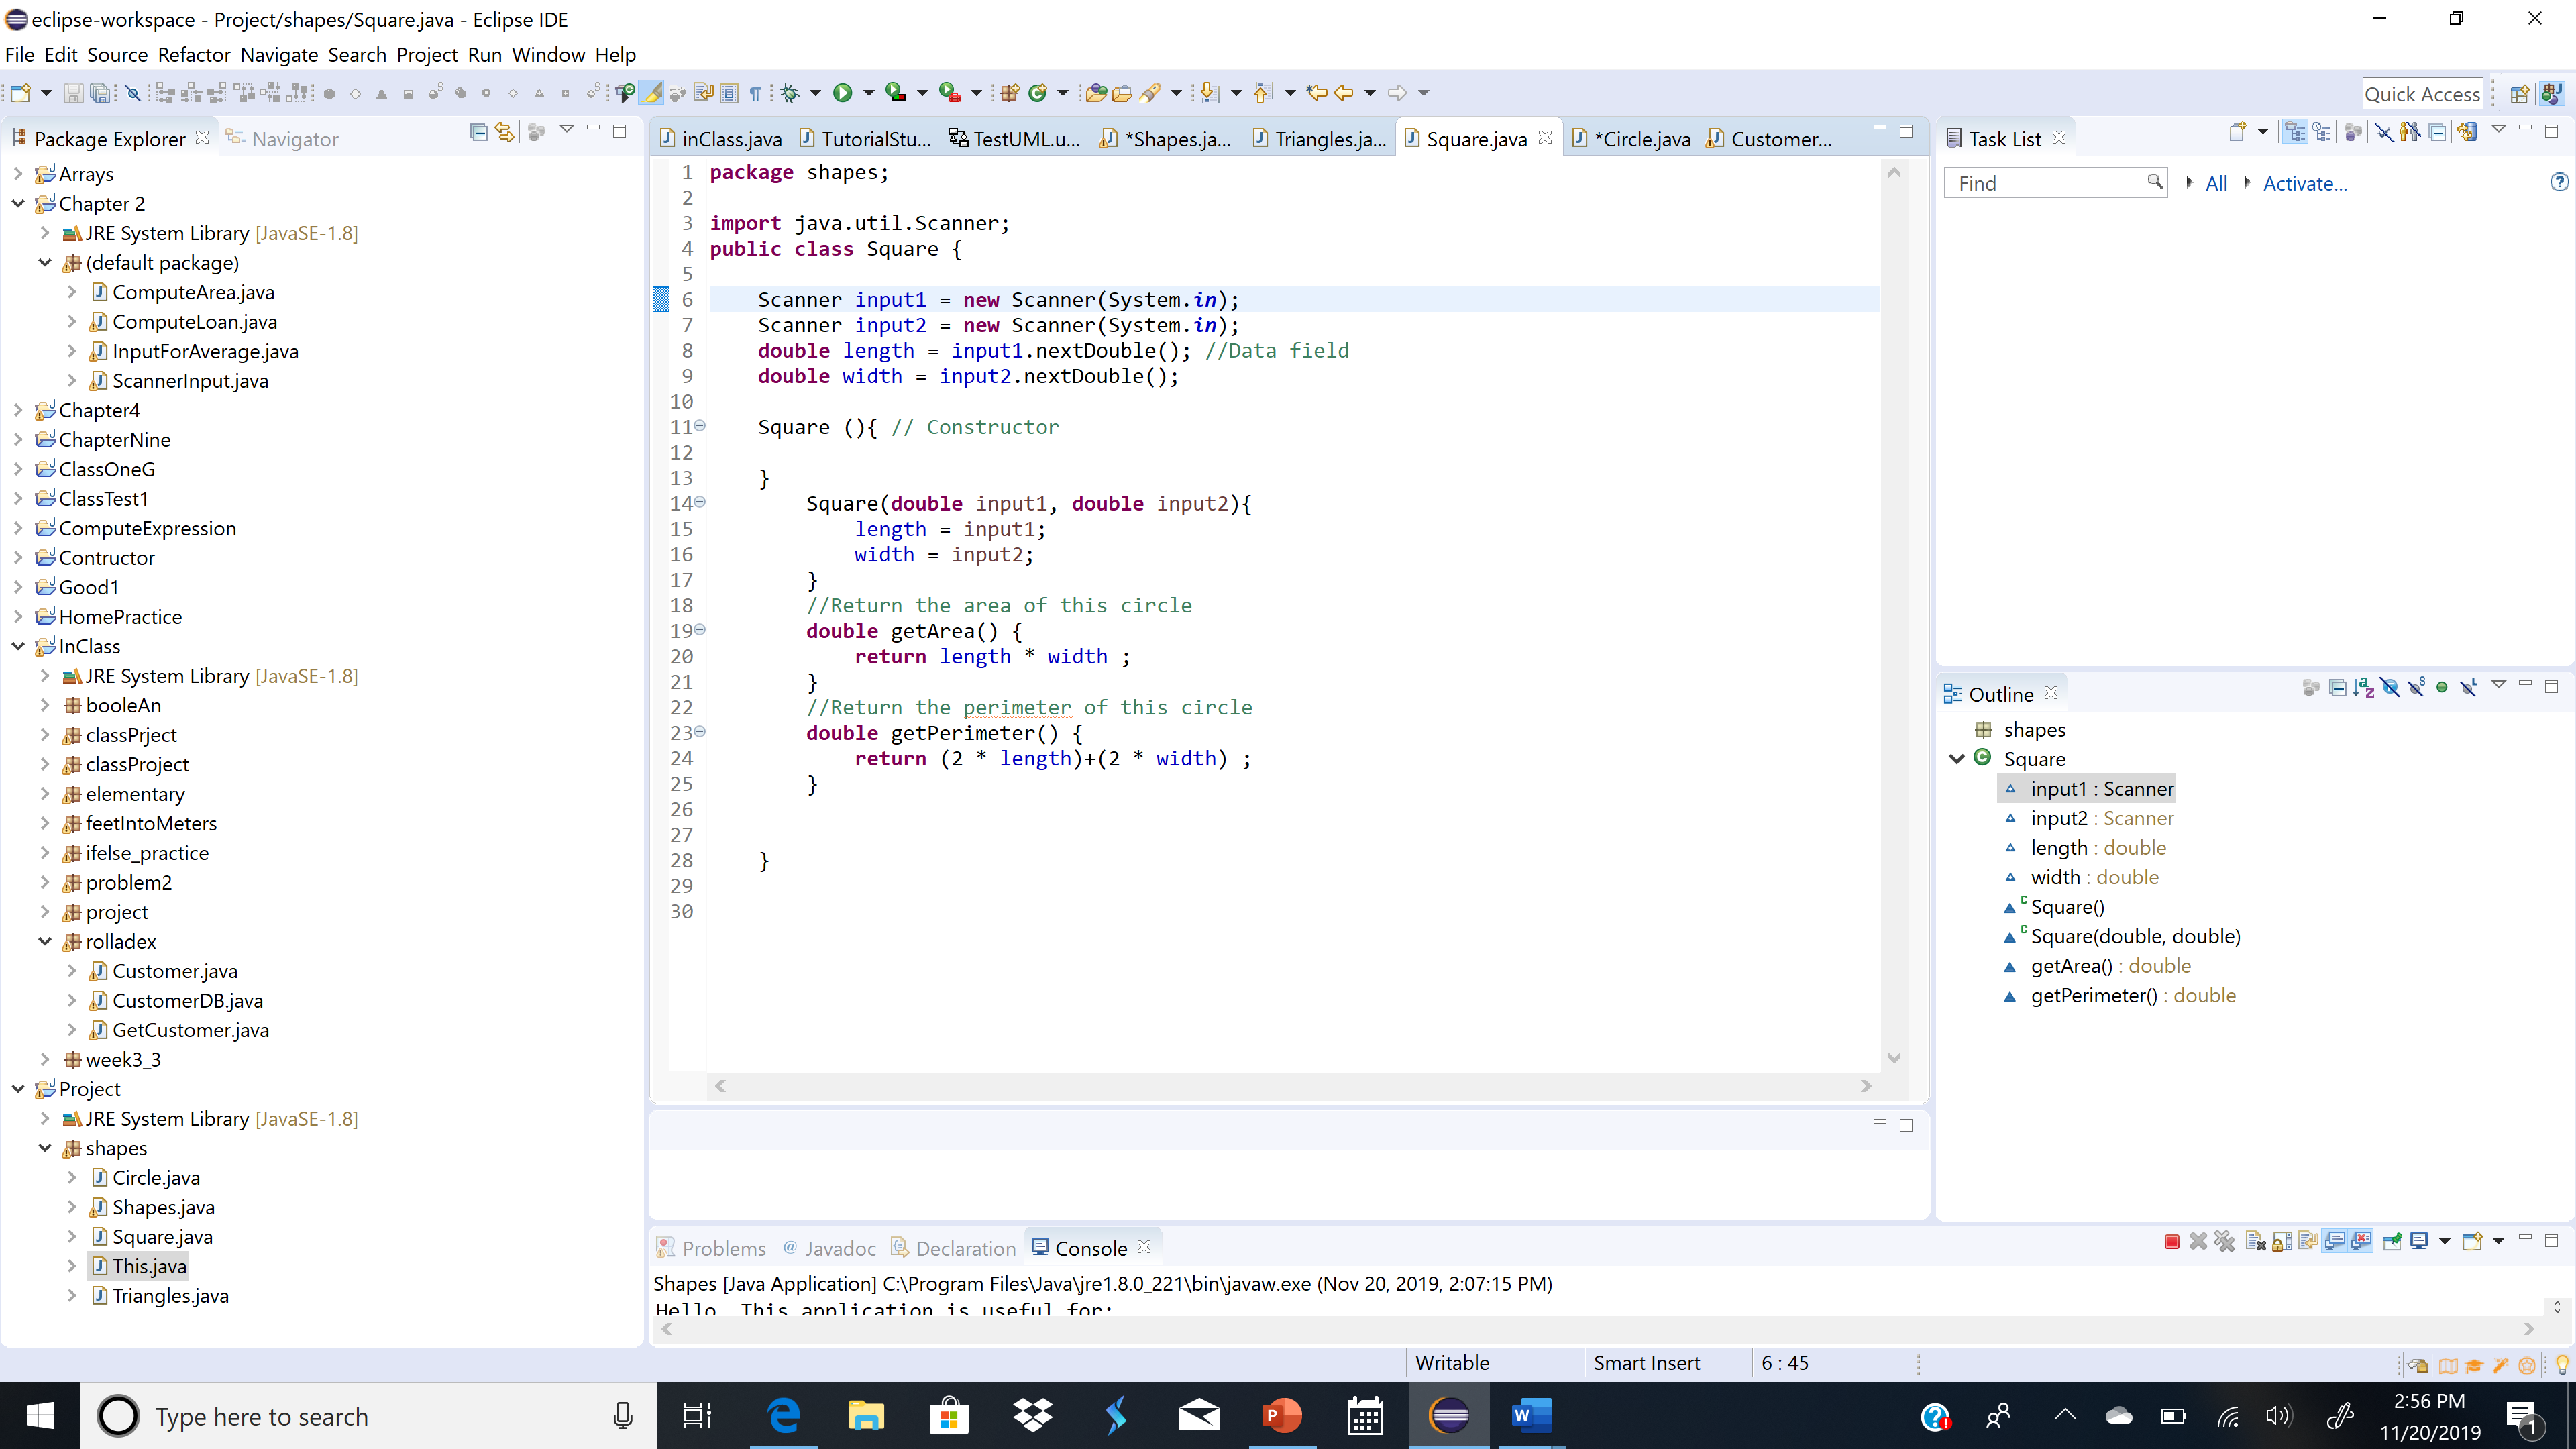 eclipse-workspace - Project/shapes/Square.java - Eclipse IDE
File Edit Source Refactor Navigate Search Project Run Window Help
Quick Access
Package Explorer Navigator
Arrays
Chapter 2
JRE System Library [JavaSE-1.8]
(default package)
ComputeArea.java
ComputeLoan.java
InputForAverage.java
ScannerInput.java
Chapter4
ChapterNine
ClassOneG
ClassTest1
ComputeExpression
Contructor
Good1
HomePractice
InClass
JRE System Library [JavaSE-1.8]
booleAn
classPrject
classProject
elementary
feetIntoMeters
ifelse_practice
problem2
project
rolladex
Customer.java
CustomerDB.java
GetCustomer.java
week3_3
Project
JRE System Library [JavaSE-1.8]
shapes
Circle.java
Shapes.java
Square.java
This.java
Triangles.java
inClass.java TutorialStu... TestUML.u... *Shapes.ja... Triangles.ja... Square.java *Circle.java Customer...
1 package shapes;
2
3 import java.util.Scanner;
4 public class Square {
5
6 Scanner input1 = new Scanner(System.in);
7 Scanner input2 = new Scanner(System.in);
8 double length = input1.nextDouble(); //Data field
9 double width = input2.nextDouble();
10
11 Square (){ // Constructor
12
13 }
14 Square(double input1, double input2){
15 length = input1;
16 width = input2;
17 }
18 //Return the area of this circle
19 double getArea() {
20 return length * width ;
21 }
22 //Return the perimeter of this circle
23 double getPerimeter() {
24 return (2 * length)+(2 * width) ;
25 }
26
27
28 }
29
30
Task List
Find All Activate...
Outline
shapes
Square
input1 : Scanner
input2 : Scanner
length : double
width : double
Square()
Square(double, double)
getArea() : double
getPerimeter() : double
Problems Javadoc Declaration Console
Shapes [Java Application] C:\Program Files\Java\jre1.8.0_221\bin\javaw.exe (Nov 20, 2019, 2:07:15 PM)
Hello. This application is useful for:
Writable Smart Insert 6 : 45
Type here to search
2:56 PM
11/20/2019
1